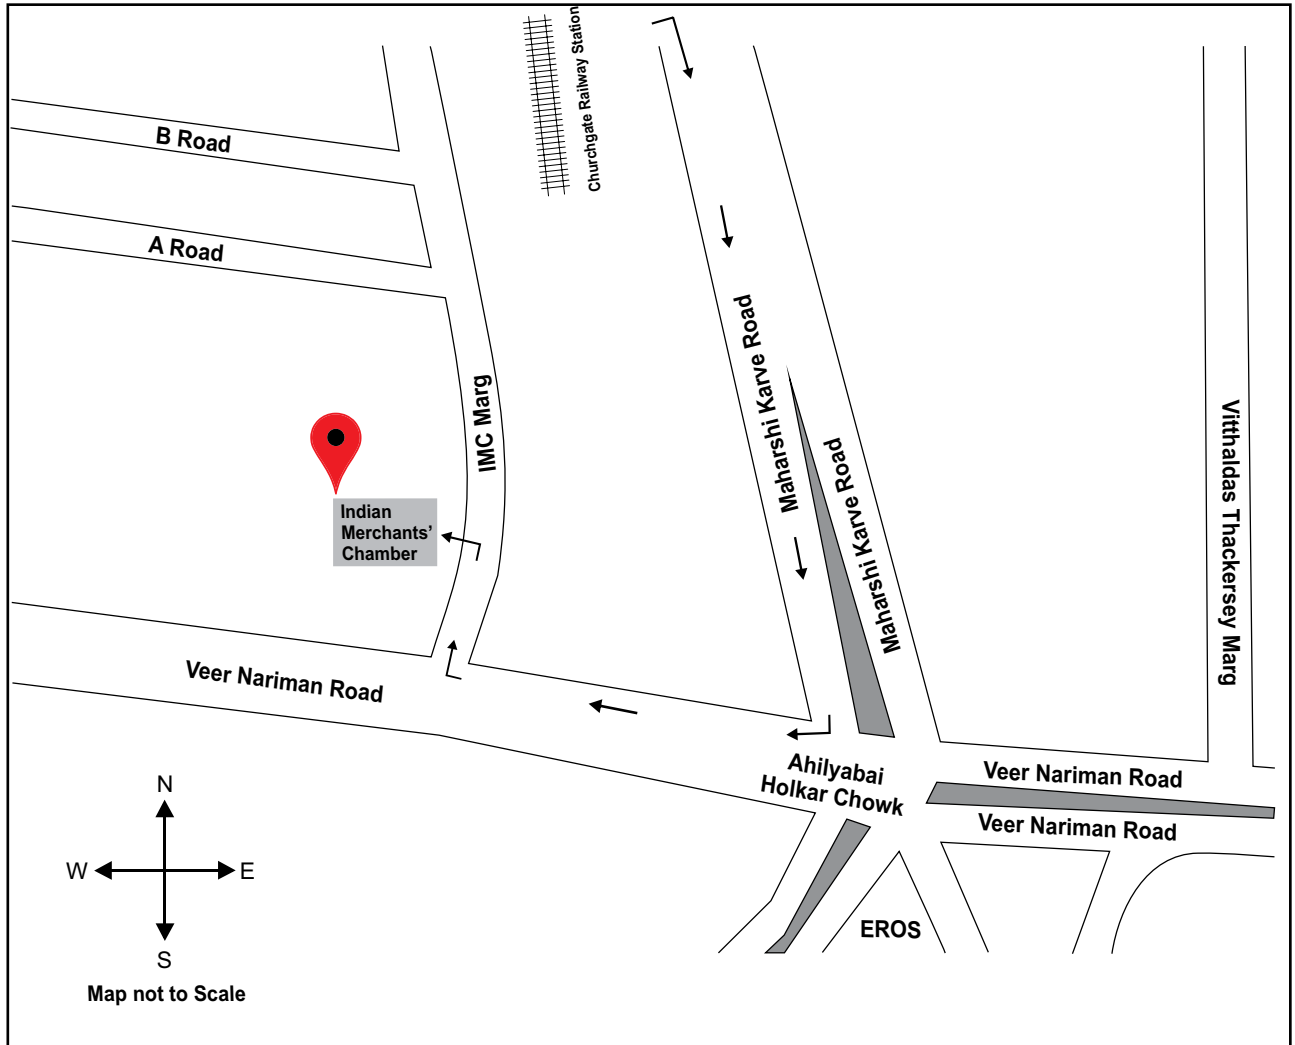 Churchgate Railway Station
B Road
A Road
Maharshi Karve Road
IMC Marg
Maharshi Karve Road
Vitthaldas Thackersey Marg
Indian
Merchants’
Chamber
Veer Nariman Road
Ahilyabai
Holkar Chowk
Veer Nariman Road
Veer Nariman Road
N
W
E
S
EROS
Map not to Scale